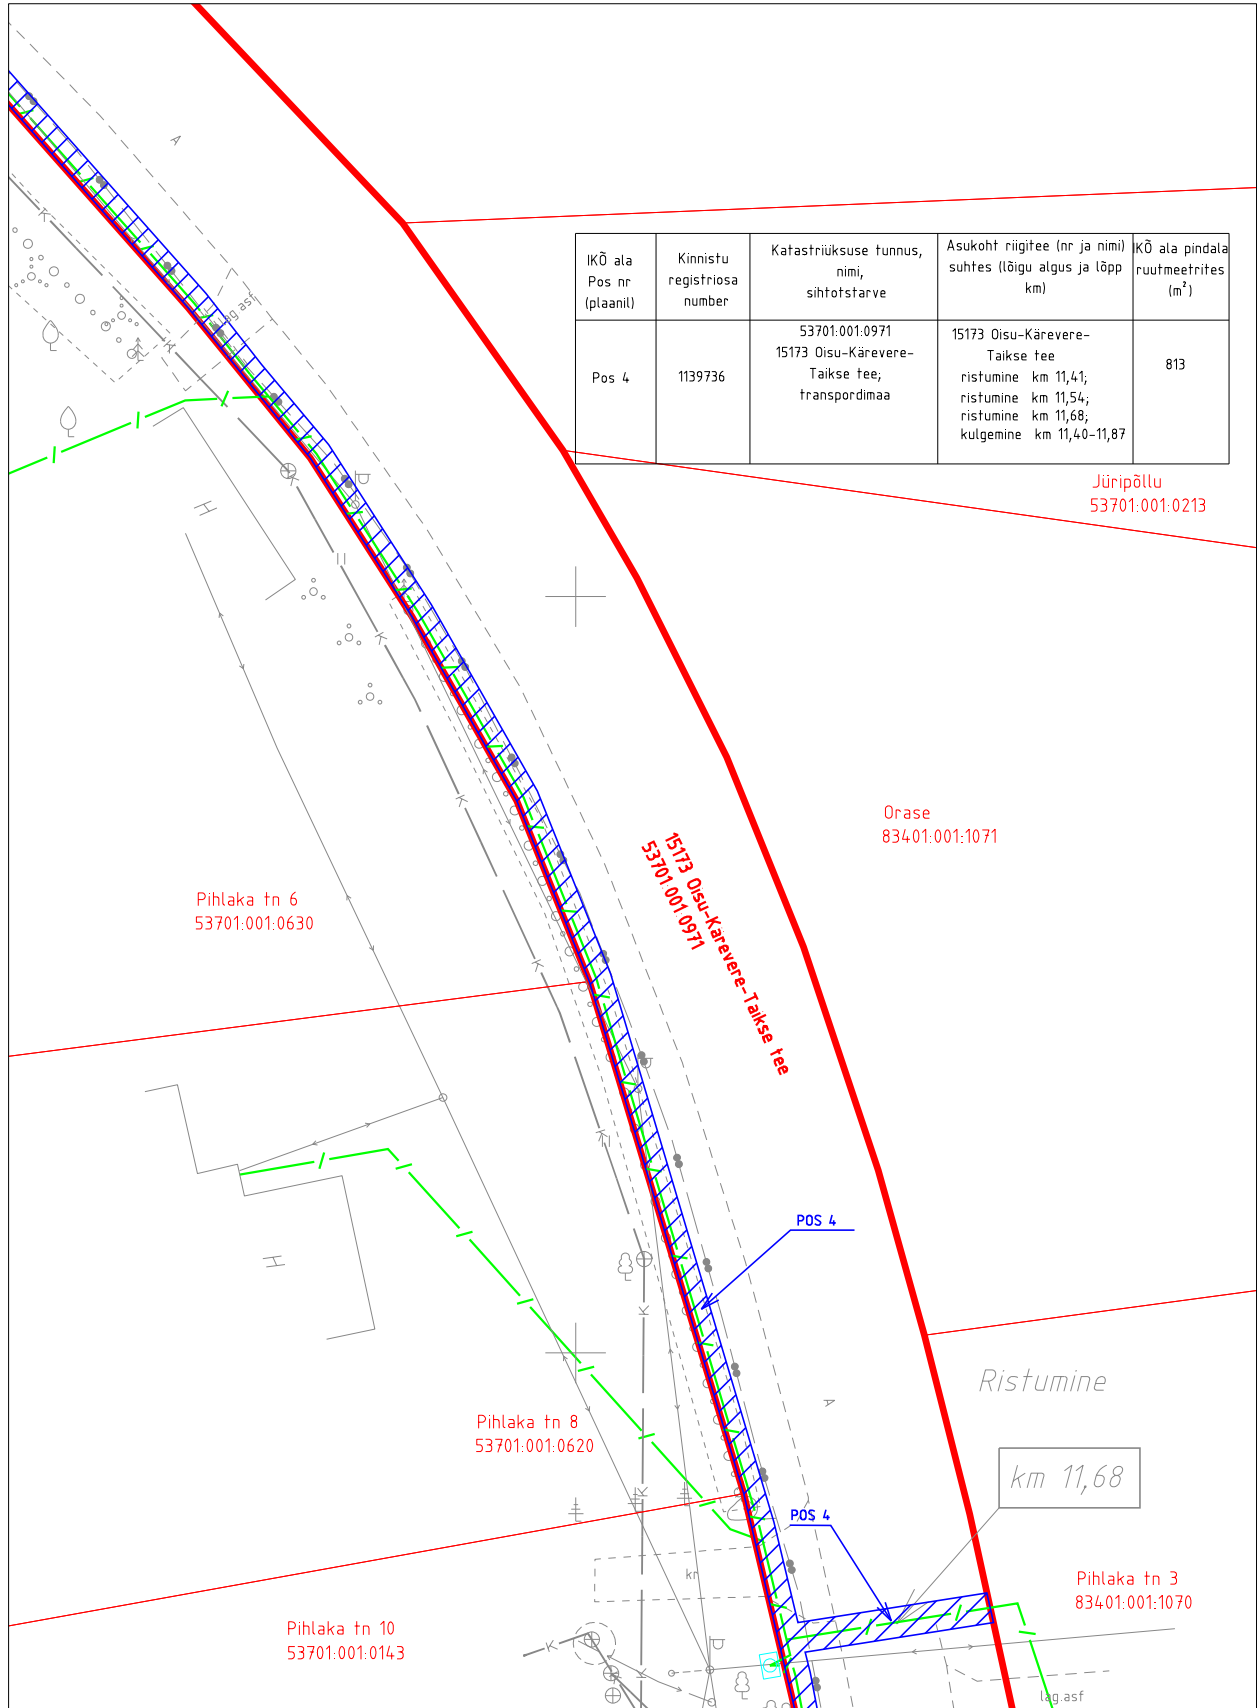 IKÕ ala
Pos nr
(plaanil)
Kinnistu
registriosa
number
Katastriüksuse tunnus,
nimi,
sihtotstarve
Asukoht riigitee (nr ja nimi)
suhtes (lõigu algus ja lõpp
km)
IKÕ ala pindala
ruutmeetrites
(m²)
Pos 4
1139736
53701:001:0971
15173 Oisu-Kärevere-
Taikse tee;
transpordimaa
15173 Oisu-Kärevere-
Taikse tee
ristumine km 11,41;
ristumine km 11,54;
ristumine km 11,68;
kulgemine km 11,40-11,87
813
Jüripõllu
53701:001:0213
Orase
83401:001:1071
15173 Oisu-Kärevere-Taikse tee
53701:001:0971
Pihlaka tn 6
53701:001:0630
POS 4
Ristumine
km 11,68
Pihlaka tn 8
53701:001:0620
POS 4
kn
Pihlaka tn 3
83401:001:1070
Pihlaka tn 10
53701:001:0143
lag.asf